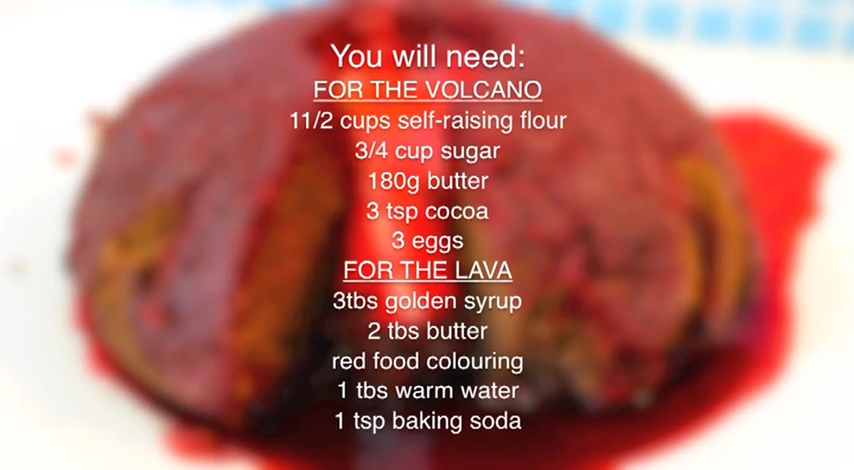 You will need:
FOR THE VOLCANO
11/2 cups self-raising flour
3/4 cup sugar
180g butter
3 tsp cocoa
3 eggs
FOR THE LAVA
3tbs golden syrup
2 tbs butter
red food colouring
1 tbs warm water
1 tsp baking soda